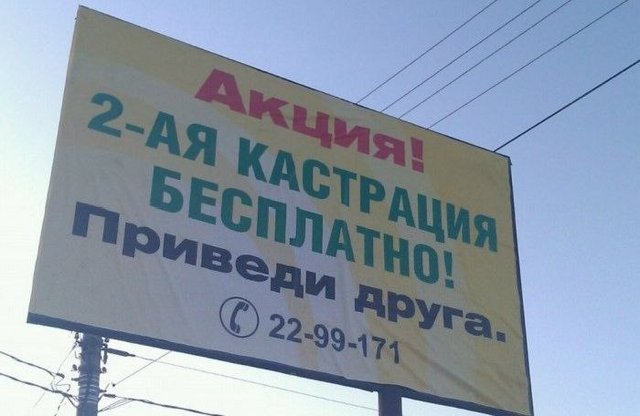 Акция!
2-АЯ КАСТРАЦИЯ
БЕСПЛАТНО!
Приведи друга.
22-99-171